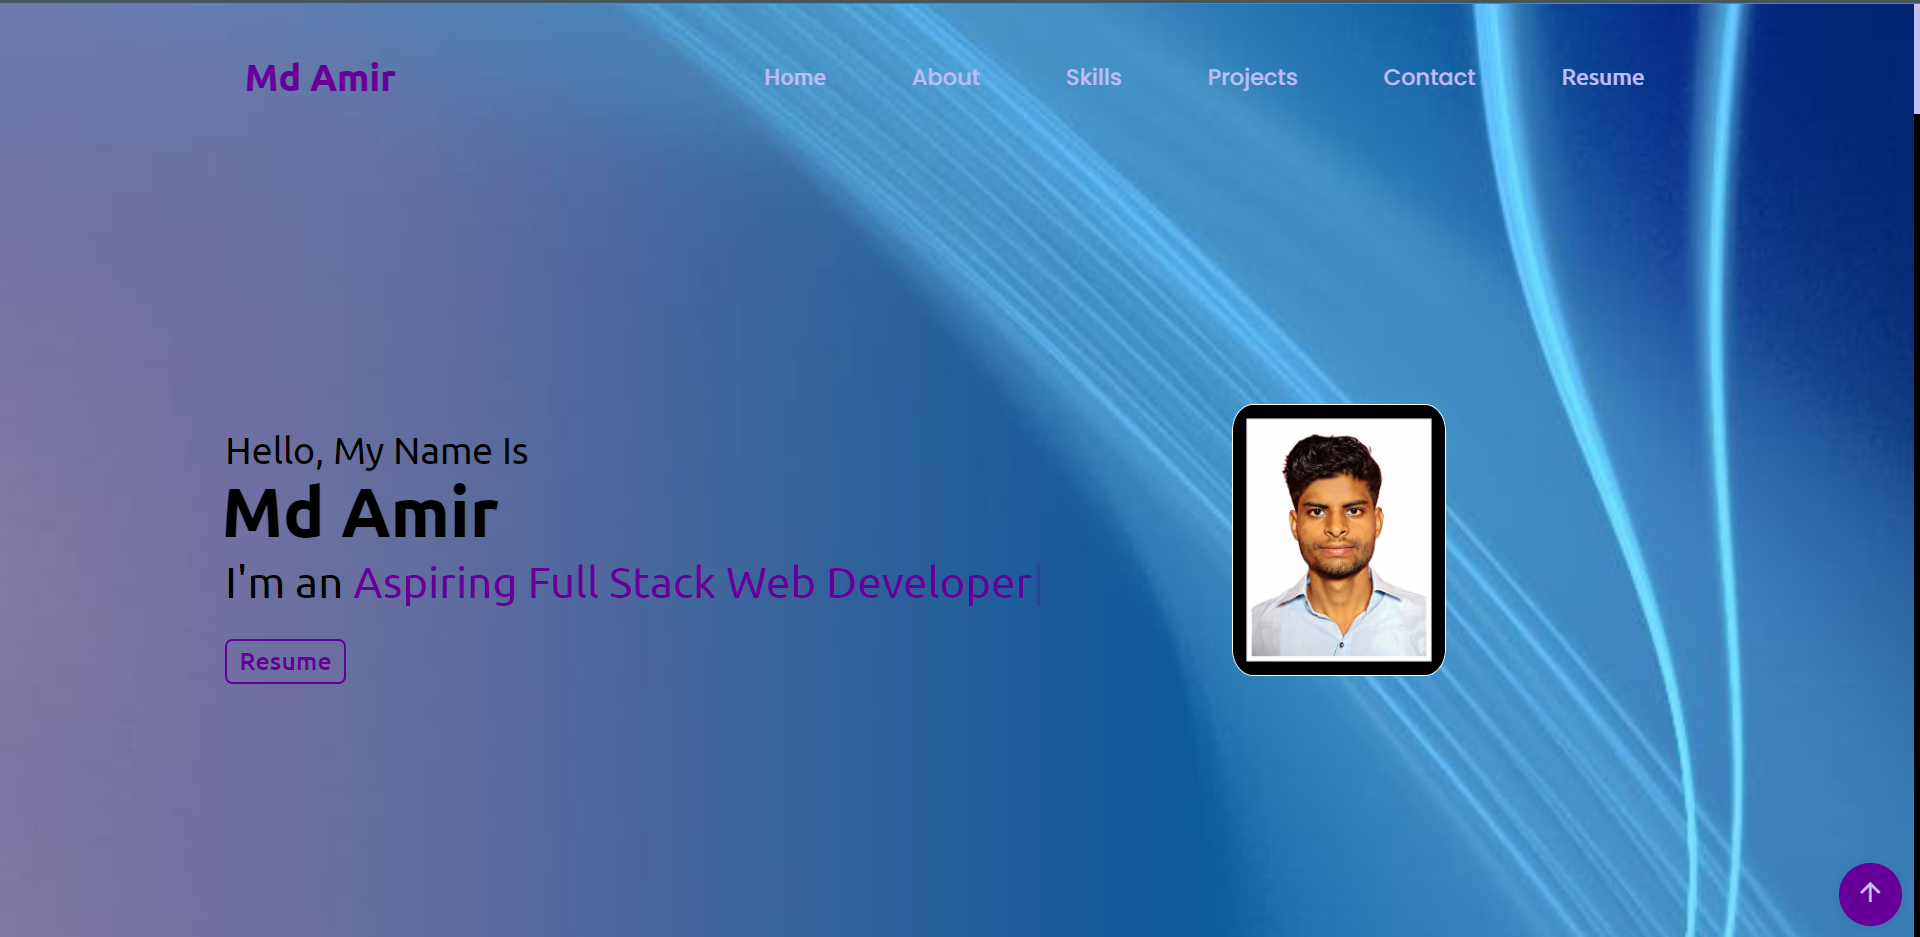 Md Amir
Home About Skills Projects Contact Resume
Hello, My Name Is
Md Amir
I'm an Aspiring Full Stack Web Developer|
Resume